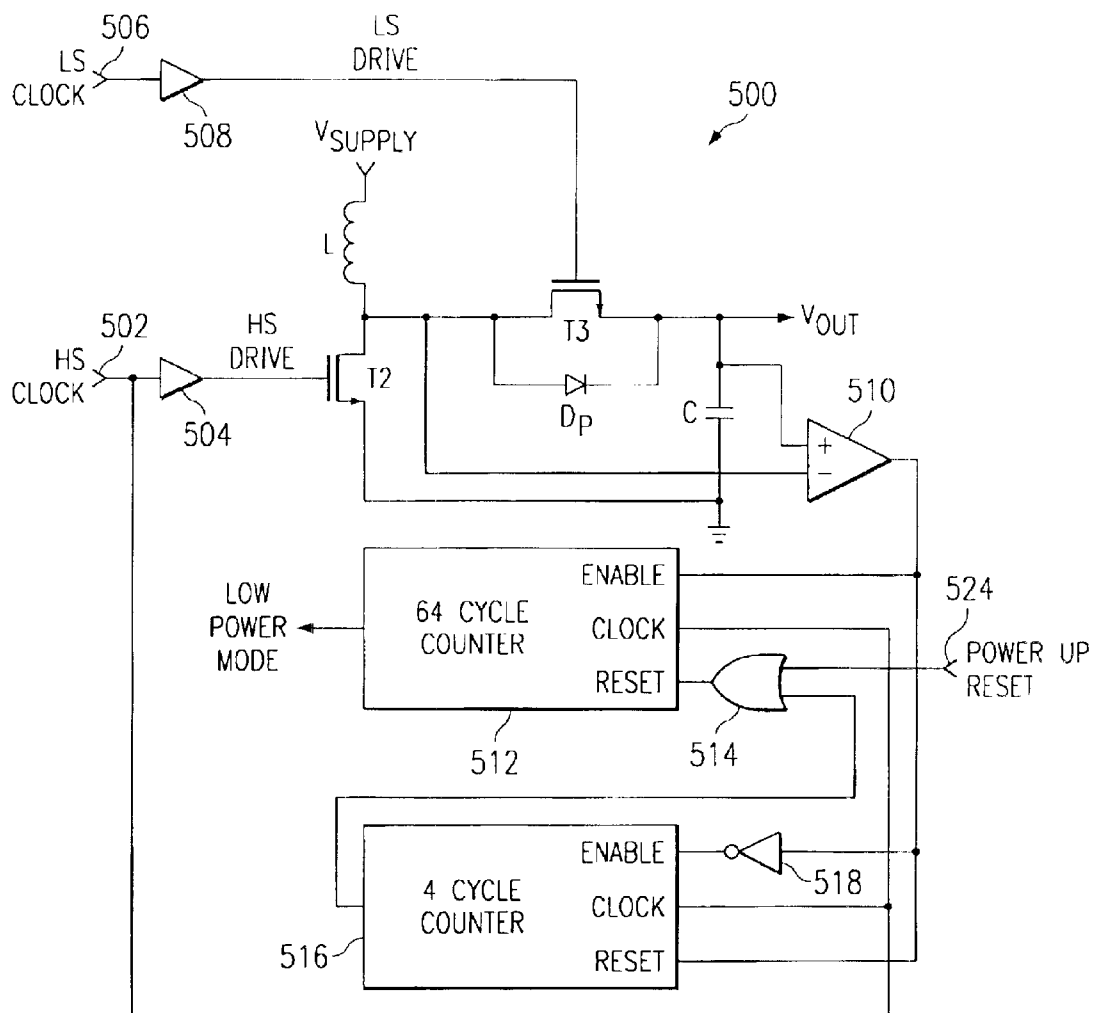 506
LS
CLOCK
508
LS
DRIVE
500
VSUPPLY
L
502
HS
CLOCK
504
HS
DRIVE
T2
T3
DP
C
VOUT
510
+
−
LOW
POWER
MODE
64 CYCLE
COUNTER
ENABLE
CLOCK
RESET
512
514
524
POWER UP
RESET
4 CYCLE
COUNTER
ENABLE
CLOCK
RESET
516
518